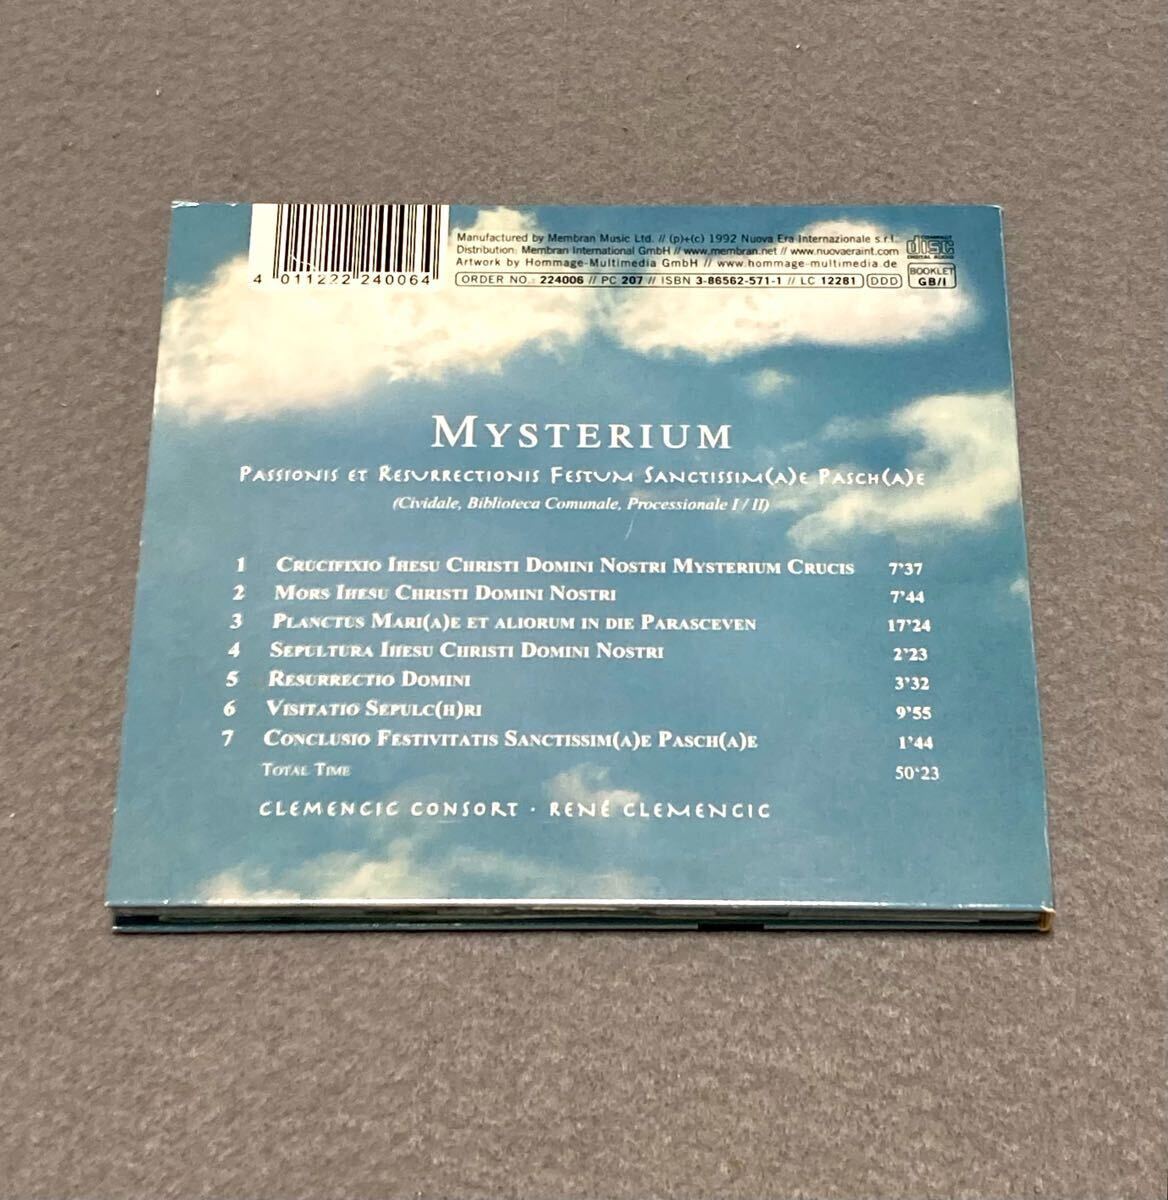 Manufactured by Membran Music Ltd. // (p)+(c) 1992 Nuova Era Internazionale s.r.l.
Distribution: Membran International GmbH // www.membran.net // www.nuovaeraint.com
Artwork by Hommage-Multimedia GmbH // www.hommage-multimedia.de
COMPACT disc DIGITAL AUDIO
4 011222 240064
ORDER NO.: 224006 // PC 207 // ISBN 3-86562-571-1 // LC 12281 DDD BOOKLET GB/I
MYSTERIUM
PASSIONIS ET RESURRECTIONIS FESTUM SANCTISSIM(A)E PASCH(A)E
(Cividale, Biblioteca Comunale, Processionale I / II)
1 CRUCIFIXIO IHESU CHRISTI DOMINI NOSTRI MYSTERIUM CRUCIS 7'37
2 MORS IHESU CHRISTI DOMINI NOSTRI 7'44
3 PLANCTUS MARI(A)E ET ALIORUM IN DIE PARASCEVEN 17'24
4 SEPULTURA IHESU CHRISTI DOMINI NOSTRI 2'23
5 RESURRECTIO DOMINI 3'32
6 VISITATIO SEPULC(H)RI 9'55
7 CONCLUSIO FESTIVITATIS SANCTISSIM(A)E PASCH(A)E 1'44
TOTAL TIME 50'23
CLEMENCIC CONSORT · RENÉ CLEMENCIC